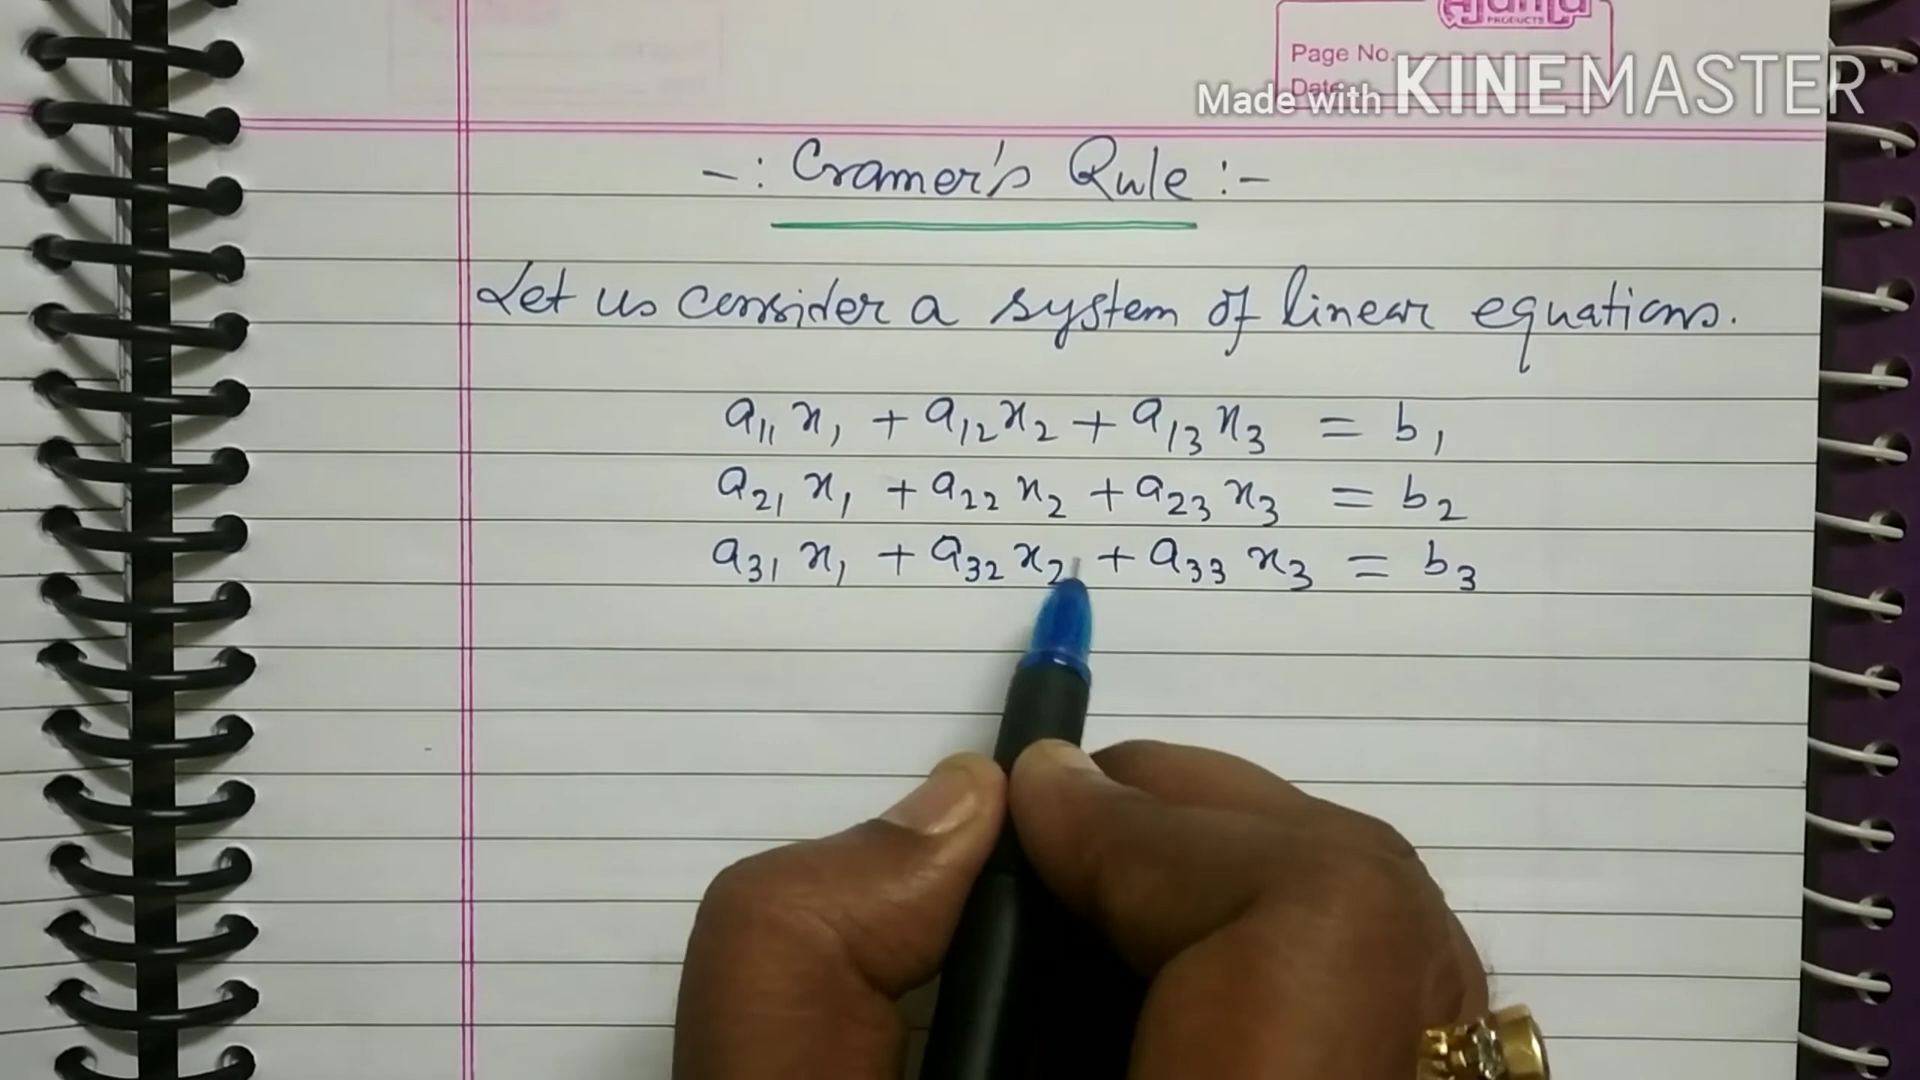 PRODUCTS
Page No.
Date
Made with KINEMASTER
-: Cramer's Rule :-
Let us consider a system of linear equations.
a₁₁ x₁ + a₁₂ x₂ + a₁₃ x₃ = b₁
a₂₁ x₁ + a₂₂ x₂ + a₂₃ x₃ = b₂
a₃₁ x₁ + a₃₂ x₂ + a₃₃ x₃ = b₃